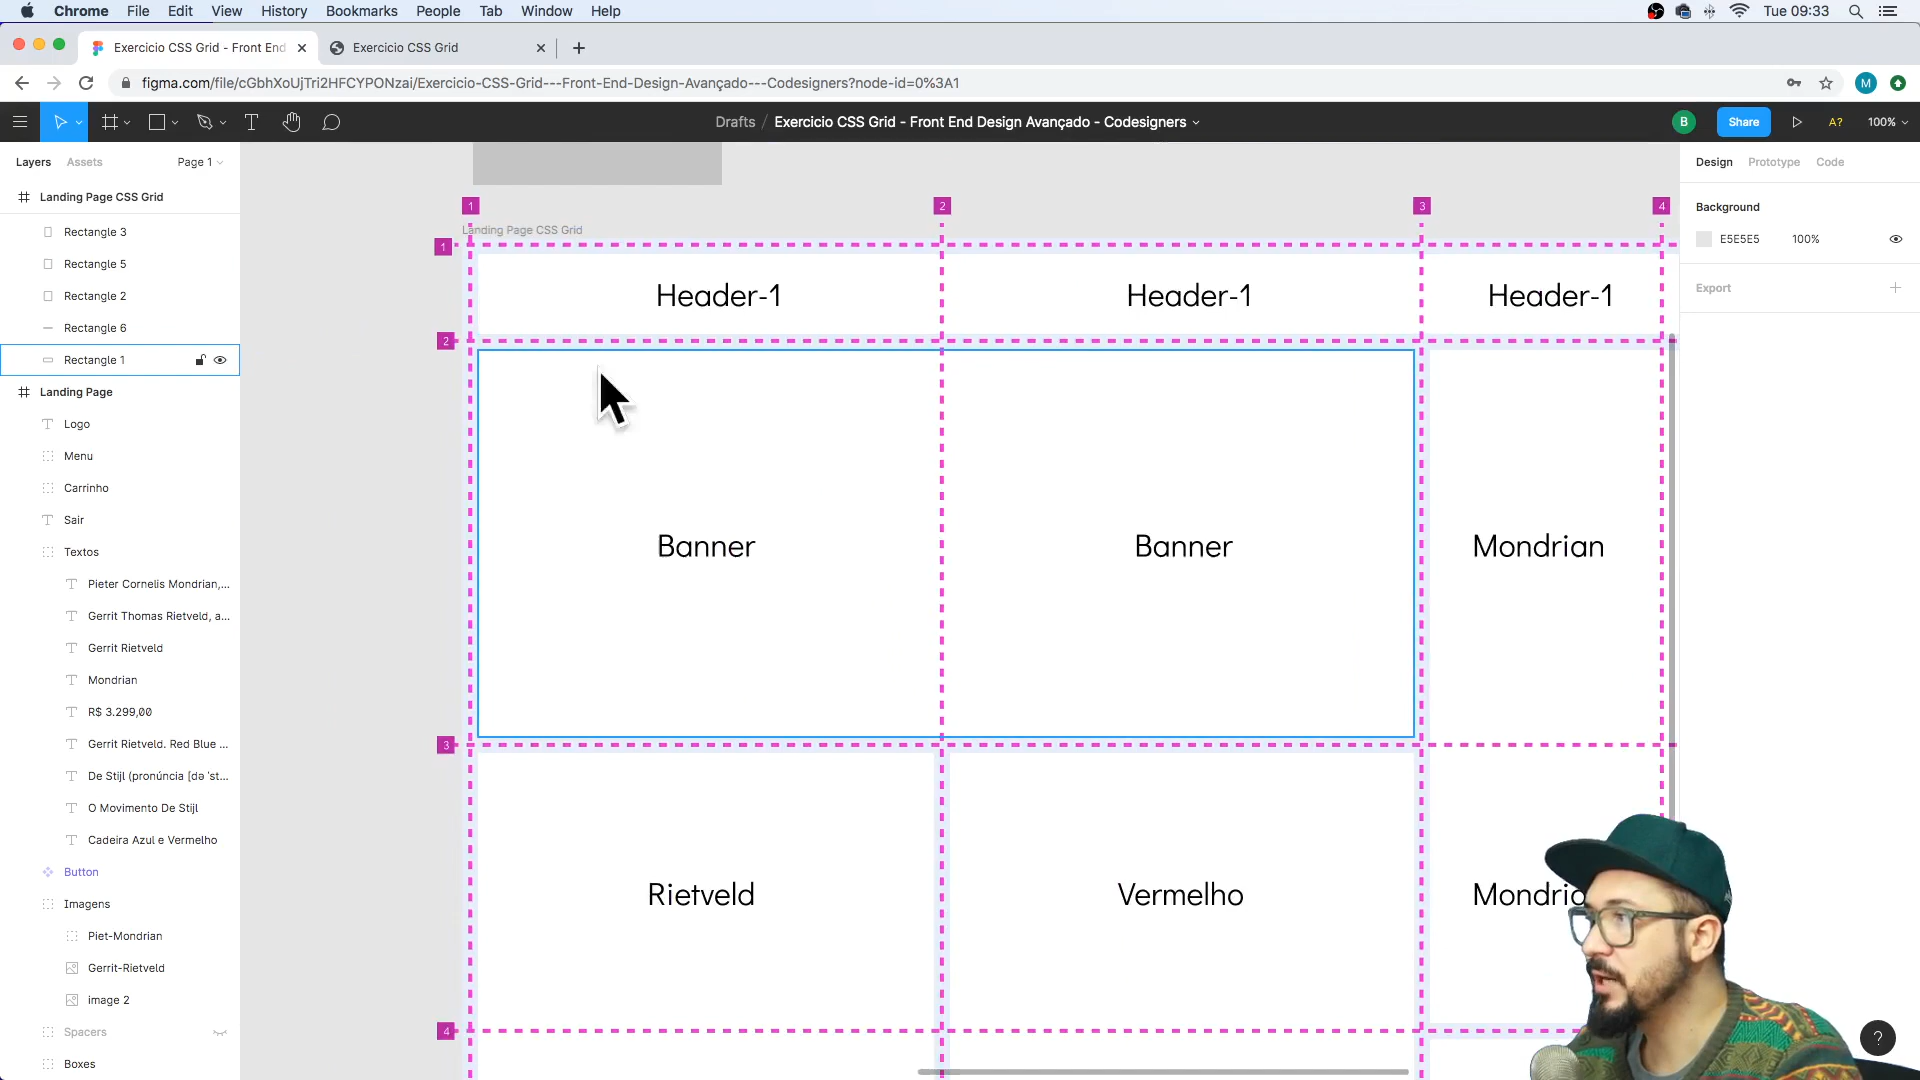 Chrome File Edit View History Bookmarks People Tab Window Help
Tue 09:33
Exercicio CSS Grid - Front End
Exercicio CSS Grid
figma.com/file/cGbhXoUjTri2HFCYPONzai/Exercicio-CSS-Grid---Front-End-Design-Avançado---Codesigners?node-id=0%3A1
M
Drafts / Exercicio CSS Grid - Front End Design Avançado - Codesigners
B
Share
A?
100%
Layers Assets Page 1
Design Prototype Code
Landing Page CSS Grid
Rectangle 3
Rectangle 5
Rectangle 2
Rectangle 6
Rectangle 1
Landing Page
Logo
Menu
Carrinho
Sair
Textos
Pieter Cornelis Mondrian,...
Gerrit Thomas Rietveld, a...
Gerrit Rietveld
Mondrian
R$ 3.299,00
Gerrit Rietveld. Red Blue ...
De Stijl (pronúncia [də ˈst...
O Movimento De Stijl
Cadeira Azul e Vermelho
Button
Imagens
Piet-Mondrian
Gerrit-Rietveld
image 2
Spacers
Boxes
1 2 3 4
Landing Page CSS Grid
1
Header-1 Header-1 Header-1
2
Banner Banner Mondrian
3
Rietveld Vermelho
4
Background
E5E5E5 100%
Export
?